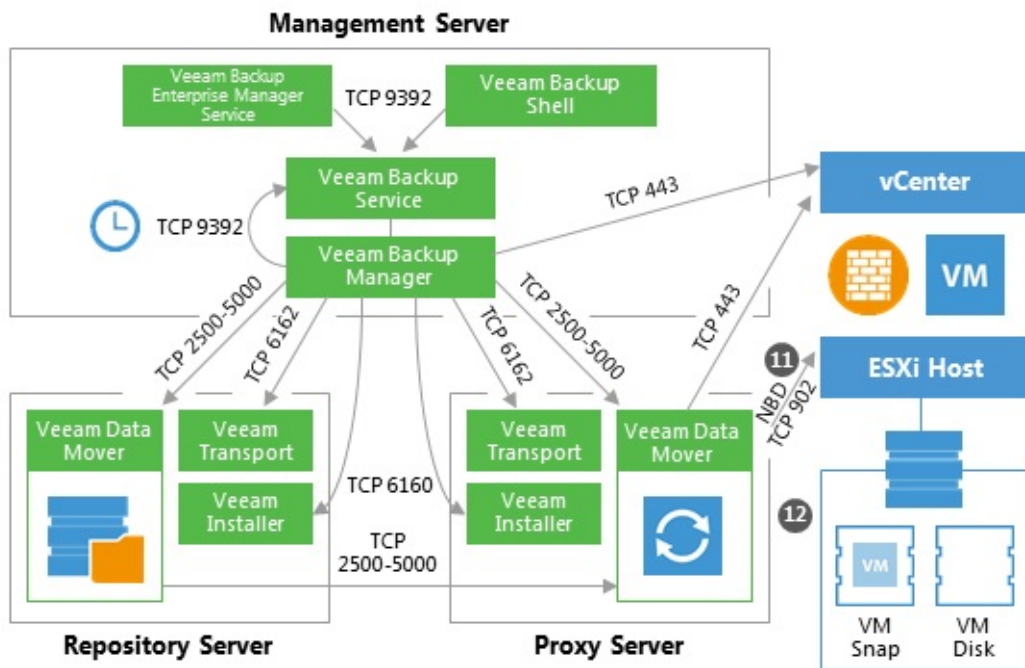 Management Server
Veeam Backup
Enterprise Manager
Service
TCP 9392
Veeam Backup
Shell
Veeam Backup
Service
TCP 9392
Veeam Backup
Manager
TCP 443
vCenter
VM
TCP 2500-5000
TCP 6162
TCP 6162
TCP 2500-5000
TCP 443
11
ESXi Host
NBD
TCP 902
Veeam Data
Mover
Veeam
Transport
Veeam
Installer
TCP 6160
TCP
2500-5000
Veeam
Transport
Veeam
Installer
Veeam Data
Mover
12
VM
VM
Snap
VM
Disk
Repository Server
Proxy Server